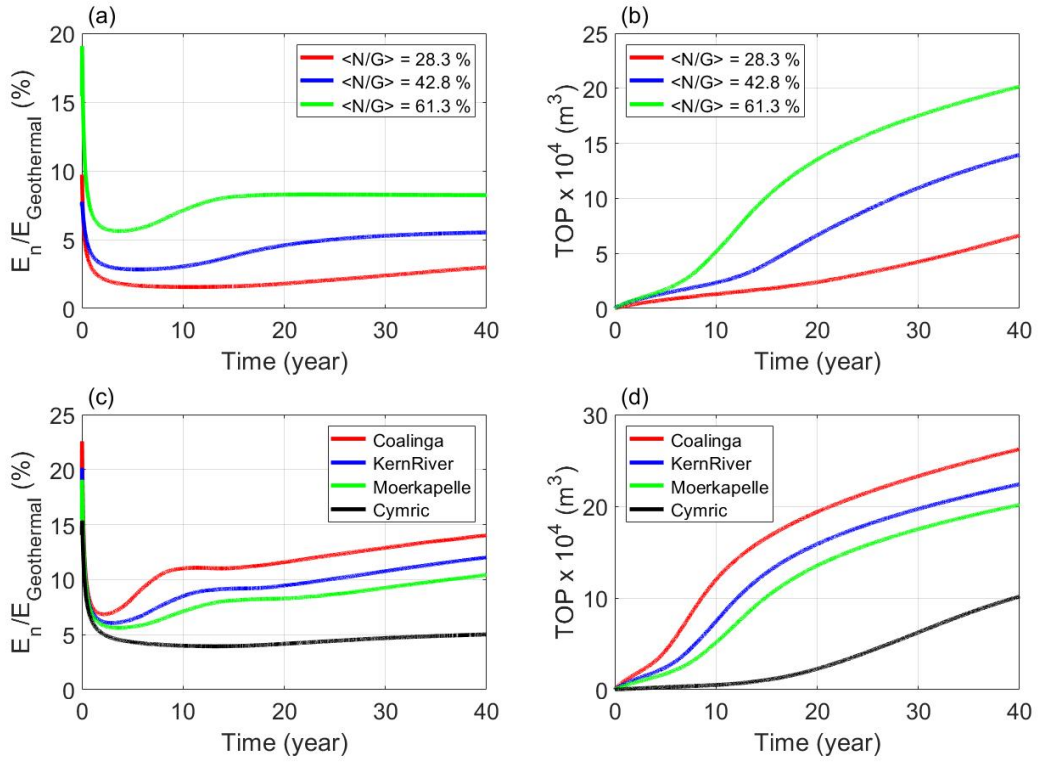 (a)
E_n/E_Geothermal (%)
20
15
10
5
0
<N/G> = 28.3 %
<N/G> = 42.8 %
<N/G> = 61.3 %
0 10 20 30 40
Time (year)
(b)
TOP x 10^4 (m^3)
25
20
15
10
5
0
<N/G> = 28.3 %
<N/G> = 42.8 %
<N/G> = 61.3 %
0 10 20 30 40
Time (year)
(c)
E_n/E_Geothermal (%)
25
20
15
10
5
0
Coalinga
KernRiver
Moerkapelle
Cymric
0 10 20 30 40
Time (year)
(d)
TOP x 10^4 (m^3)
30
20
10
0
Coalinga
KernRiver
Moerkapelle
Cymric
0 10 20 30 40
Time (year)